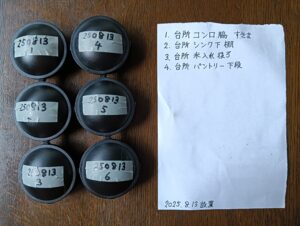 250813
1
250813
4
250813
2
250813
5
250813
3
250813
6
1. 台所 コンロ脇 すきま
2. 台所 シンク下 棚
3. 台所 米入れ
4. 台所 パントリー 下段
2025. 8.13 放置